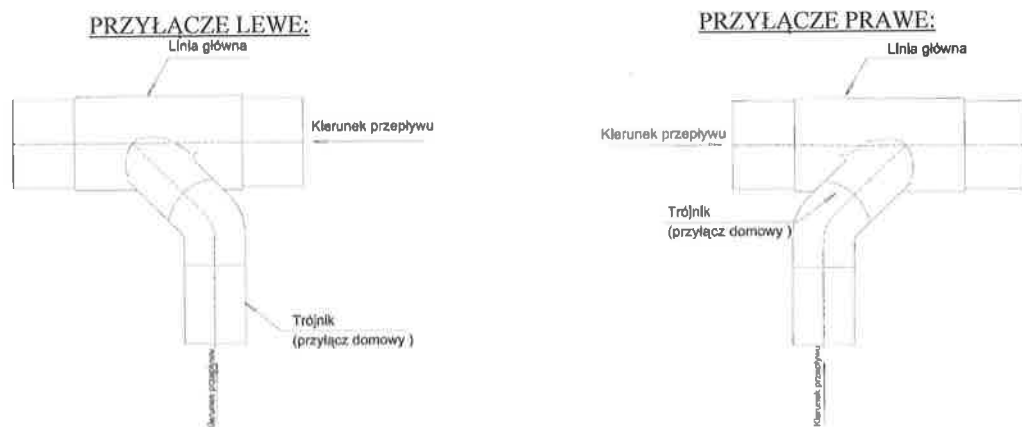 PRZYŁĄCZE LEWE:
Linia główna
Kierunek przepływu
Trójnik
(przyłącz domowy )
Kierunek przepływu
PRZYŁĄCZE PRAWE:
Linia główna
Kierunek przepływu
Trójnik
(przyłącz domowy )
Kierunek przepływu